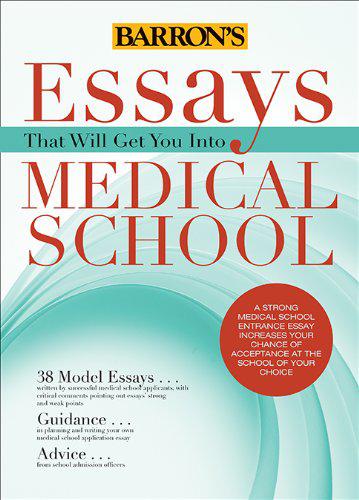 BARRON'S
Essays
That Will Get You Into
MEDICAL
SCHOOL
A STRONG
MEDICAL SCHOOL
ENTRANCE ESSAY
INCREASES YOUR
CHANCE OF
ACCEPTANCE AT THE
SCHOOL OF YOUR
CHOICE
38 Model Essays . . .
written by successful medical school applicants, with
critical comments pointing out essays' strong
and weak points
Guidance . . .
in planning and writing your own
medical school application essay
Advice . . .
from school admission officers